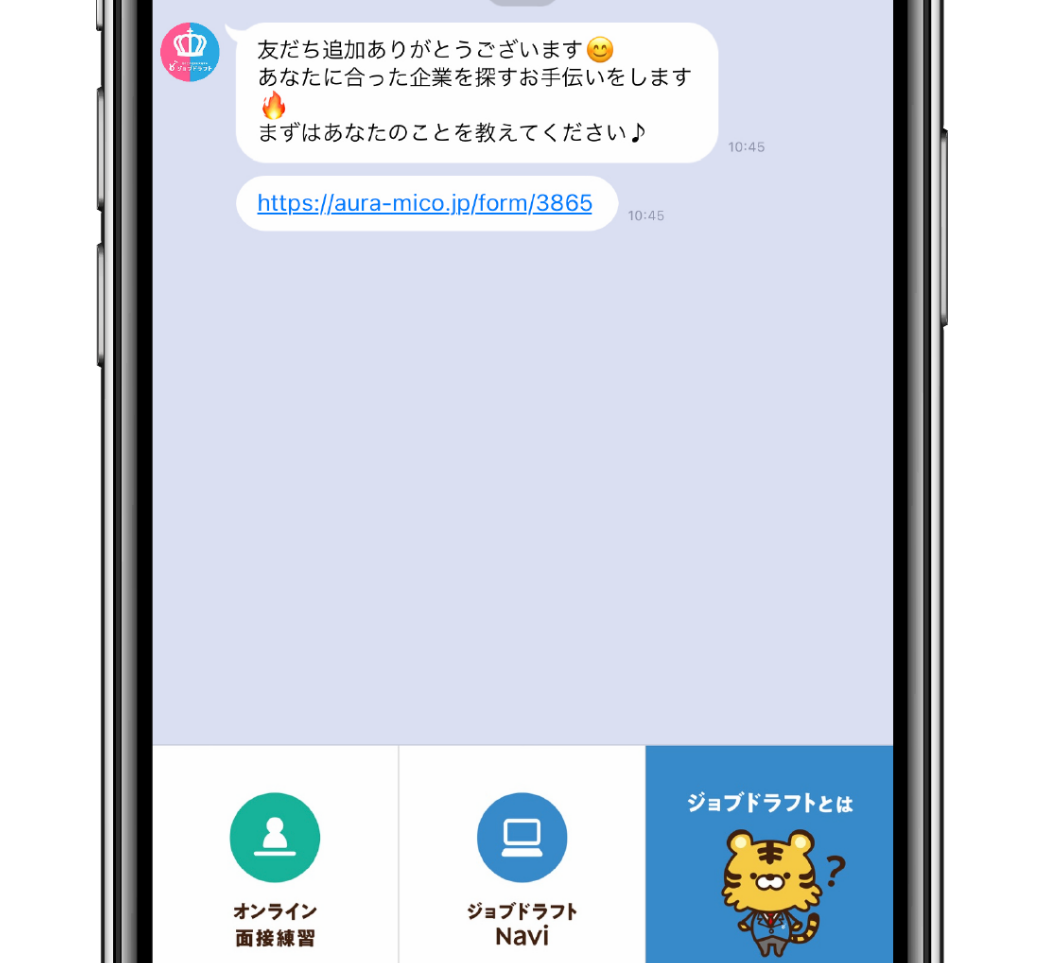 友だち追加ありがとうございます😊
あなたに合った企業を探すお手伝いをします
🔥
まずはあなたのことを教えてください♪
10:45
https://aura-mico.jp/form/3865
10:45
ジョブドラフト
オンライン
面接練習
ジョブドラフト
Navi
ジョブドラフトとは
?